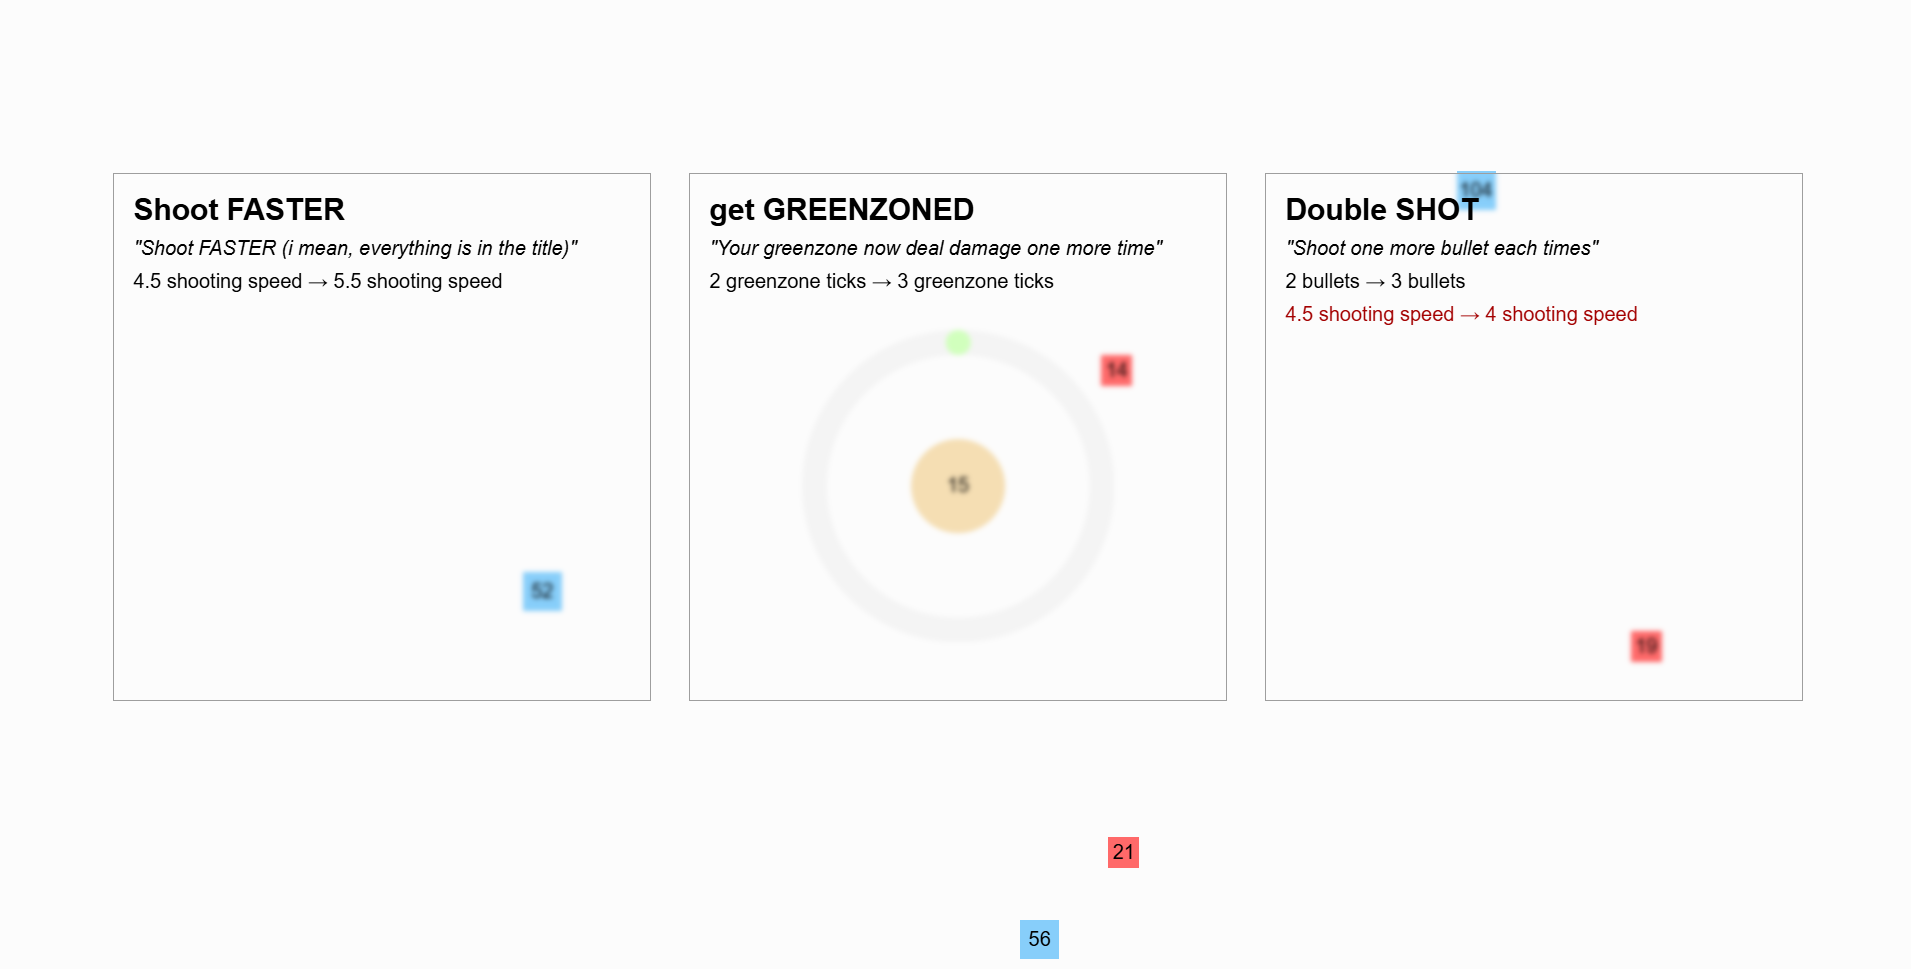 Shoot FASTER
"Shoot FASTER (i mean, everything is in the title)"
4.5 shooting speed → 5.5 shooting speed
52
get GREENZONED
"Your greenzone now deal damage one more time"
2 greenzone ticks → 3 greenzone ticks
14
15
104
Double SHOT
"Shoot one more bullet each times"
2 bullets → 3 bullets
4.5 shooting speed → 4 shooting speed
19
21
56